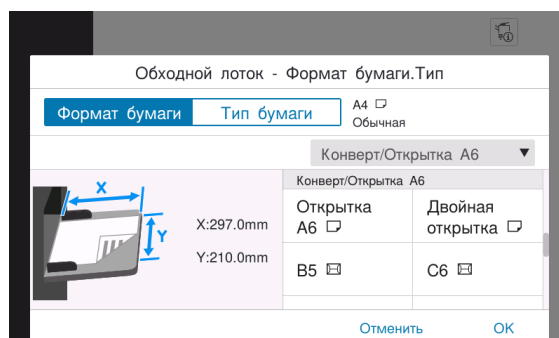 Обходной лоток - Формат бумаги.Тип
Формат бумаги
Тип бумаги
A4
Обычная
Конверт/Открытка A6
Конверт/Открытка A6
X
Y
X:297.0mm
Y:210.0mm
Открытка
A6
Двойная
открытка
B5
C6
Отменить
OK